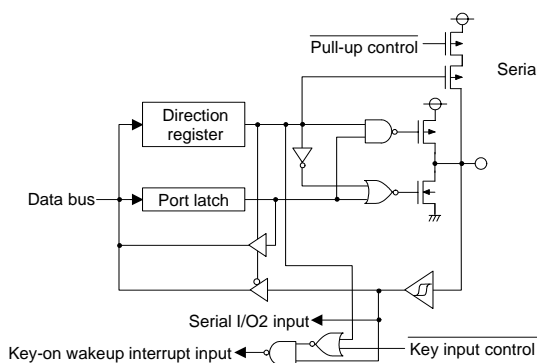 Pull-up control
Seria
Direction
register
Data bus
Port latch
Serial I/O2 input
Key-on wakeup interrupt input
Key input control